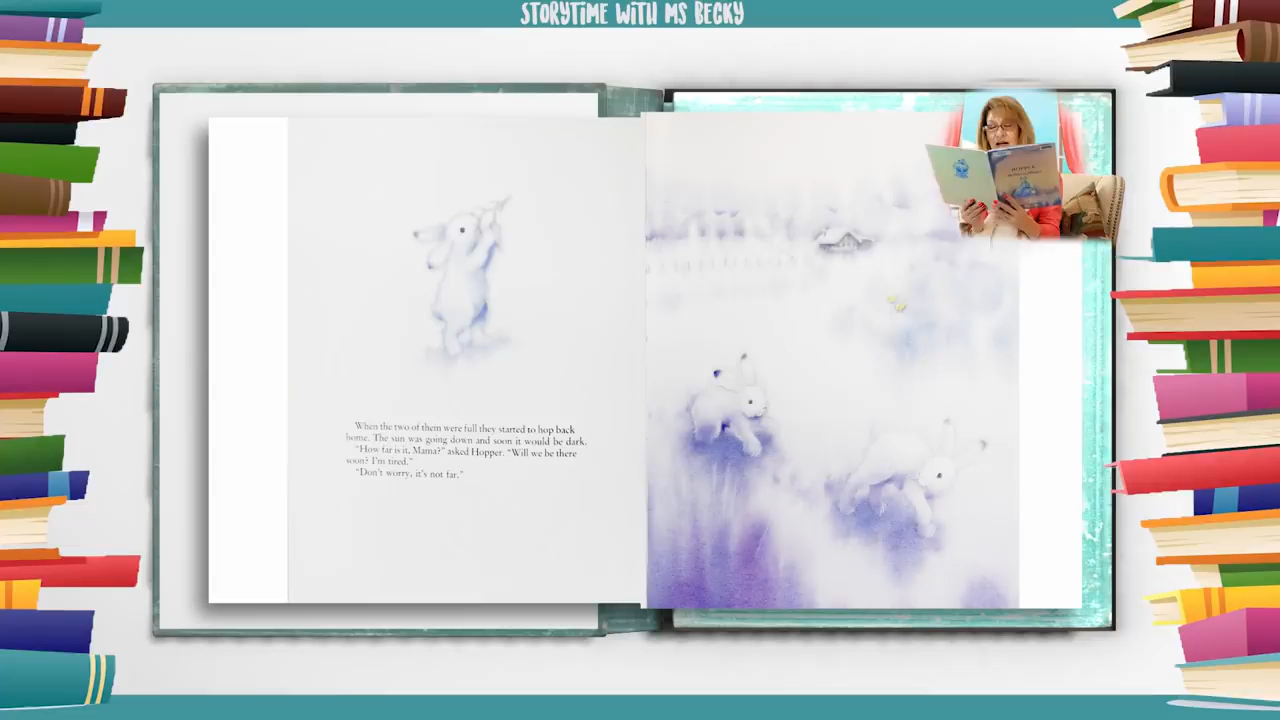 STORYTIME WITH MS BECKY
HOPPER
When the two of them were full they started to hop back
home. The sun was going down and soon it would be dark.
"How far is it, Mama?" asked Hopper. "Will we be there
soon? I'm tired."
"Don't worry, it's not far."